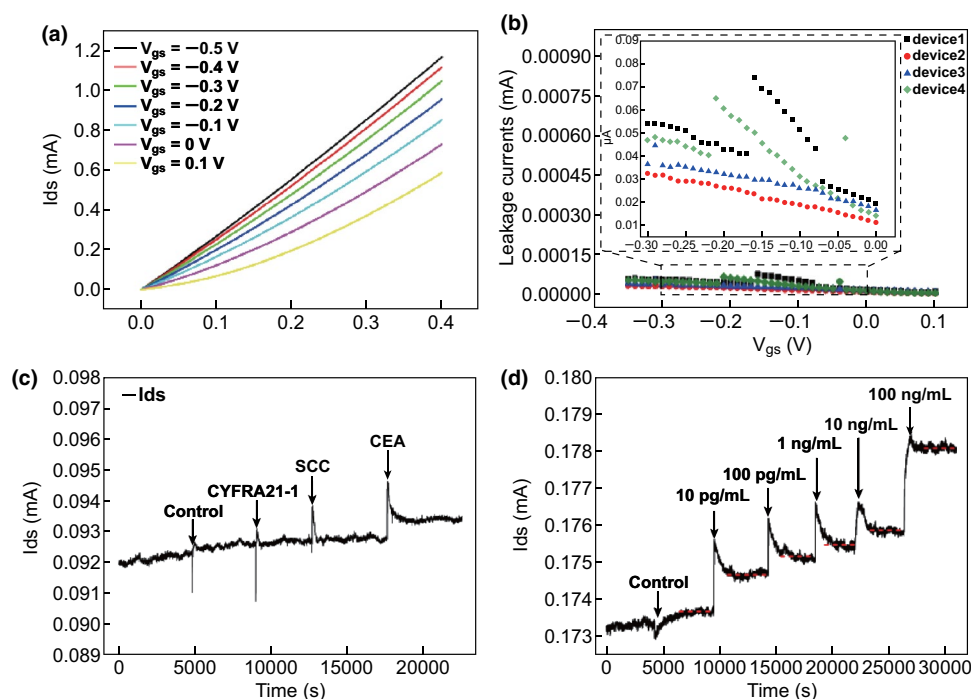 (a)
V_gs = −0.5 V
V_gs = −0.4 V
V_gs = −0.3 V
V_gs = −0.2 V
V_gs = −0.1 V
V_gs = 0 V
V_gs = 0.1 V
1.2
1.0
0.8
0.6
0.4
0.2
0.0
Ids (mA)
0.0 0.1 0.2 0.3 0.4
(b)
device1
device2
device3
device4
0.00090
0.00075
0.00060
0.00045
0.00030
0.00015
0.00000
Leakage currents (mA)
0.09
0.08
0.07
0.06
0.05
0.04
0.03
0.02
0.01
µA
−0.30 −0.25 −0.20 −0.15 −0.10 −0.05 0.00
−0.4 −0.3 −0.2 −0.1 0.0 0.1
V_gs (V)
(c)
Ids
0.098
0.097
0.096
0.095
0.094
0.093
0.092
0.091
0.090
0.089
Ids (mA)
Control
CYFRA21-1
SCC
CEA
0 5000 10000 15000 20000
Time (s)
(d)
0.180
0.179
0.178
0.177
0.176
0.175
0.174
0.173
Ids (mA)
Control
10 pg/mL
100 pg/mL
1 ng/mL
10 ng/mL
100 ng/mL
0 5000 10000 15000 20000 25000 30000
Time (s)